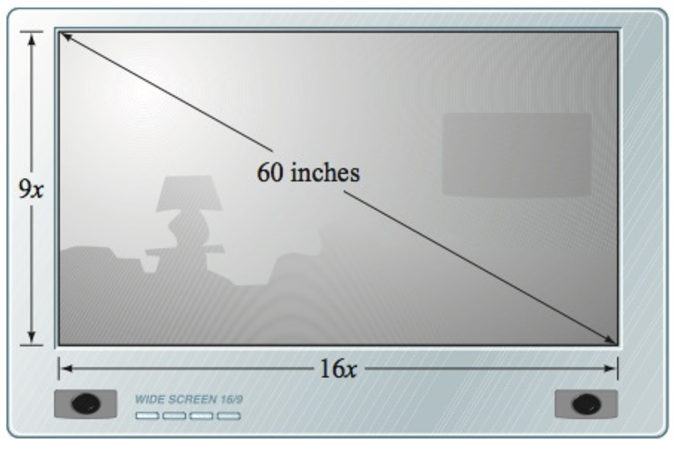 60 inches
9x
16x
WIDE SCREEN 16/9